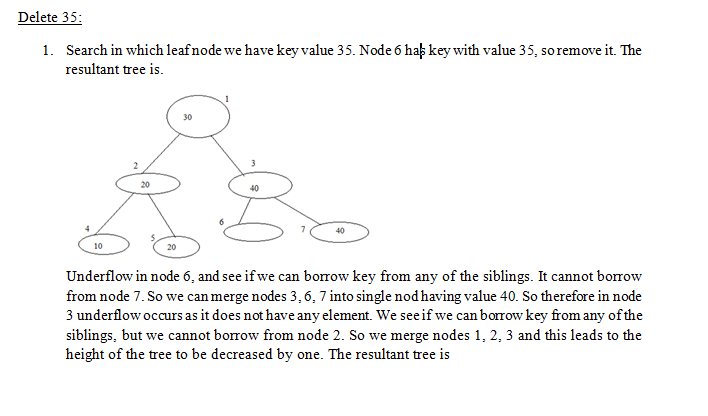 Delete 35:
1. Search in which leaf node we have key value 35. Node 6 has key with value 35, so remove it. The
resultant tree is.
1
30
2
3
20
40
4
5
6
7
10
20
40
Underflow in node 6, and see if we can borrow key from any of the siblings. It cannot borrow
from node 7. So we can merge nodes 3, 6, 7 into single nod having value 40. So therefore in node
3 underflow occurs as it does not have any element. We see if we can borrow key from any of the
siblings, but we cannot borrow from node 2. So we merge nodes 1, 2, 3 and this leads to the
height of the tree to be decreased by one. The resultant tree is